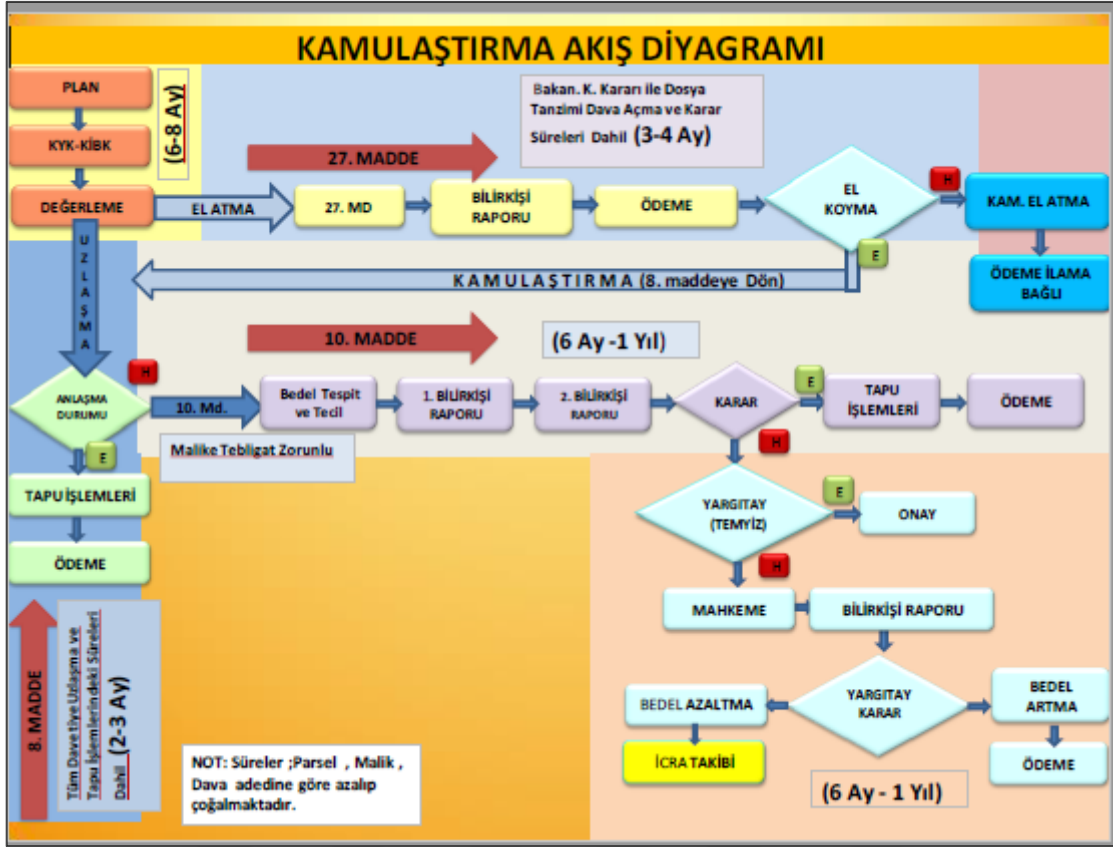 KAMULAŞTIRMA AKIŞ DİYAGRAMI
PLAN
KYK-KİBK
DEĞERLEME
(6-8 Ay)
27. MADDE
Bakan. K. Kararı ile Dosya
Tanzimi Dava Açma ve Karar
Süreleri Dahil (3-4 Ay)
EL ATMA
27. MD
BİLİRKİŞİ
RAPORU
ÖDEME
EL
KOYMA
H
KAM. EL ATMA
E
ÖDEME İLAMA
BAĞLI
UZLAŞMA
KAMULAŞTIRMA (8. maddeye Dön)
10. MADDE
(6 Ay -1 Yıl)
ANLAŞMA
DURUMU
H
10. Md.
Bedel Tespit
ve Tecil
1. BİLİRKİŞİ
RAPORU
2. BİLİRKİŞİ
RAPORU
KARAR
E
TAPU
İŞLEMLERİ
ÖDEME
Malike Tebligat Zorunlu
E
H
TAPU İŞLEMLERİ
ÖDEME
YARGITAY
(TEMYİZ)
E
ONAY
H
MAHKEME
BİLİRKİŞİ RAPORU
8. MADDE
Tüm Davetiye Uzlaşma ve
Tapu İşlemlerindeki Süreleri
Dahil (2-3 Ay)
YARGITAY
KARAR
BEDEL AZALTMA
BEDEL
ARTMA
İCRA TAKİBİ
ÖDEME
(6 Ay - 1 Yıl)
NOT: Süreler ;Parsel , Malik ,
Dava adedine göre azalıp
çoğalmaktadır.